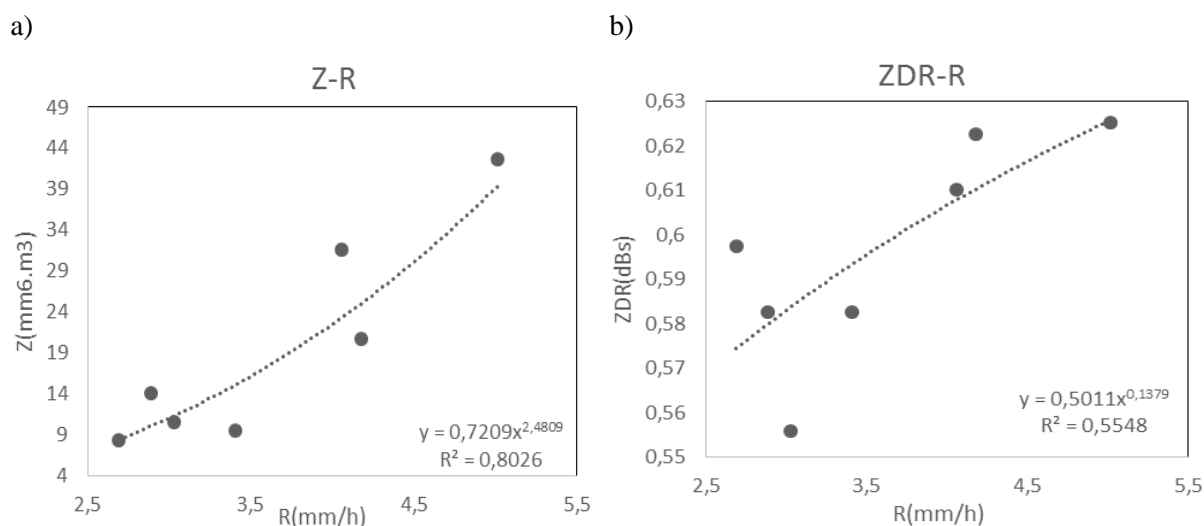 a)
Z-R
49
44
39
34
29
24
19
14
9
4
Z(mm6.m3)
2,5
3,5
4,5
5,5
R(mm/h)
y = 0,7209x^2,4809
R² = 0,8026
b)
ZDR-R
0,63
0,62
0,61
0,6
0,59
0,58
0,57
0,56
0,55
ZDR(dBs)
2,5
3,5
4,5
5,5
R(mm/h)
y = 0,5011x^0,1379
R² = 0,5548